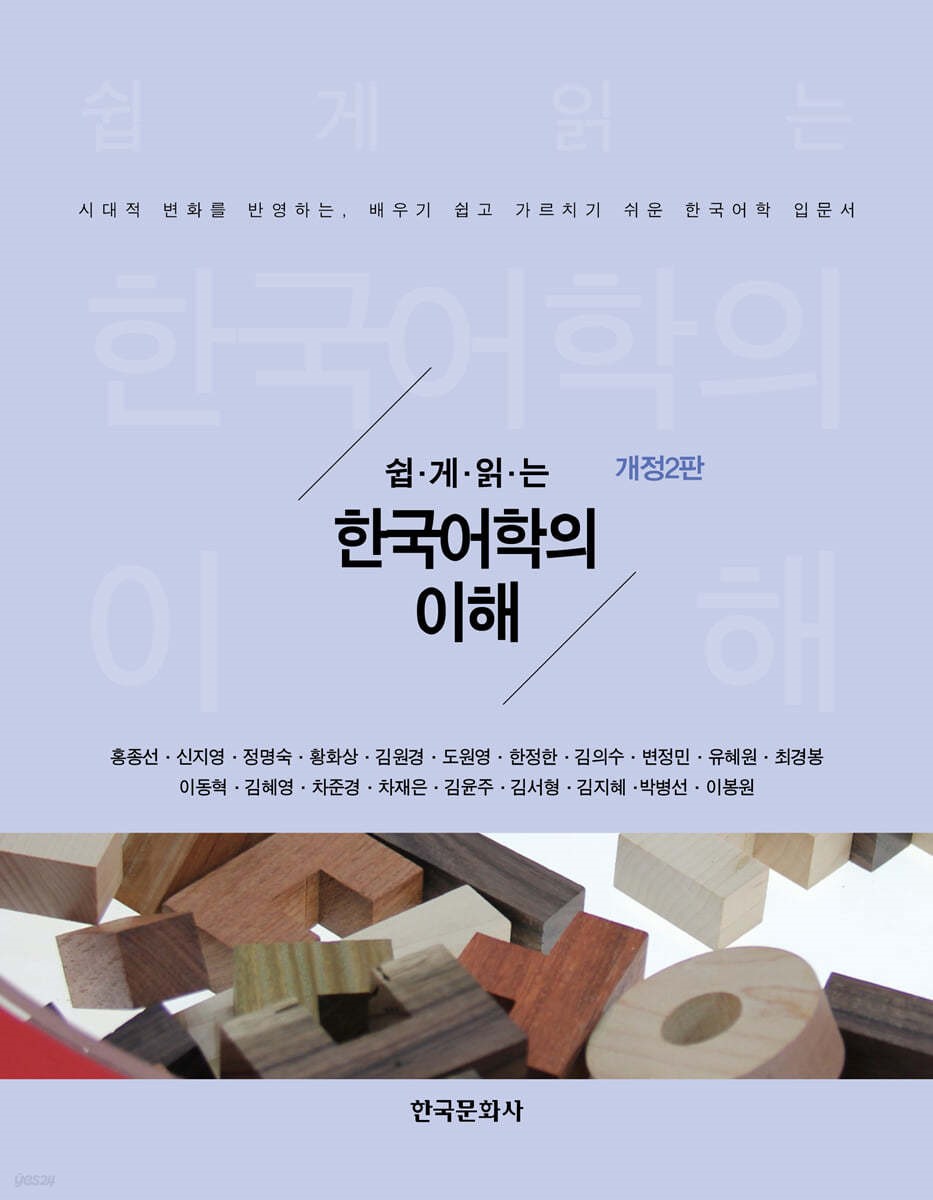 쉽 게 읽 는
시대적 변화를 반영하는, 배우기 쉽고 가르치기 쉬운 한국어학 입문서
한국어학의
쉽·게·읽·는
개정2판
한국어학의
이해
이 해
홍종선 · 신지영 · 정명숙 · 황화상 · 김원경 · 도원영 · 한정한 · 김의수 · 변정민 · 유혜원 · 최경봉
이동혁 · 김혜영 · 차준경 · 차재은 · 김윤주 · 김서형 · 김지혜 · 박병선 · 이봉원
한국문화사
yes24